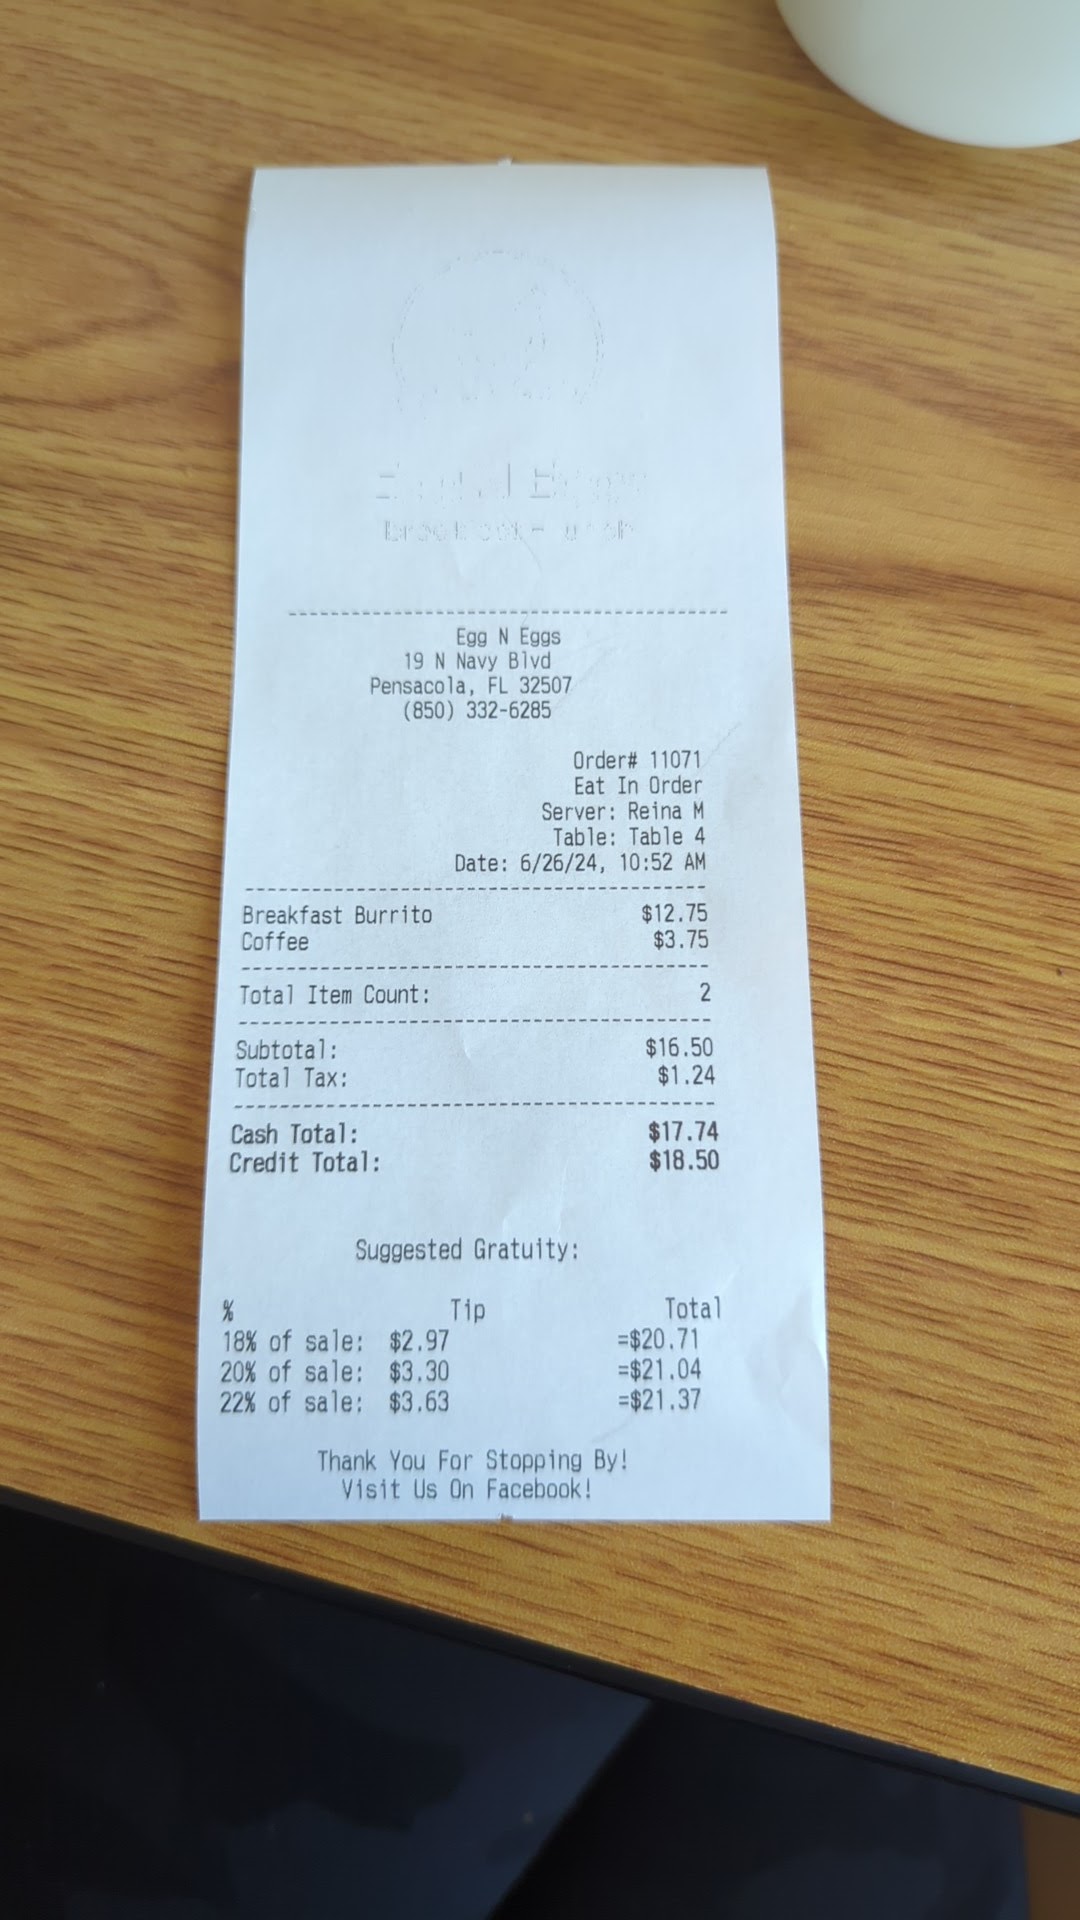 Egg N Eggs
19 N Navy Blvd
Pensacola, FL 32507
(850) 332-6285
Order# 11071
Eat In Order
Server: Reina M
Table: Table 4
Date: 6/26/24, 10:52 AM
Breakfast Burrito $12.75
Coffee $3.75
Total Item Count: 2
Subtotal: $16.50
Total Tax: $1.24
Cash Total: $17.74
Credit Total: $18.50
Suggested Gratuity:
% Tip Total
18% of sale: $2.97 =$20.71
20% of sale: $3.30 =$21.04
22% of sale: $3.63 =$21.37
Thank You For Stopping By!
Visit Us On Facebook!